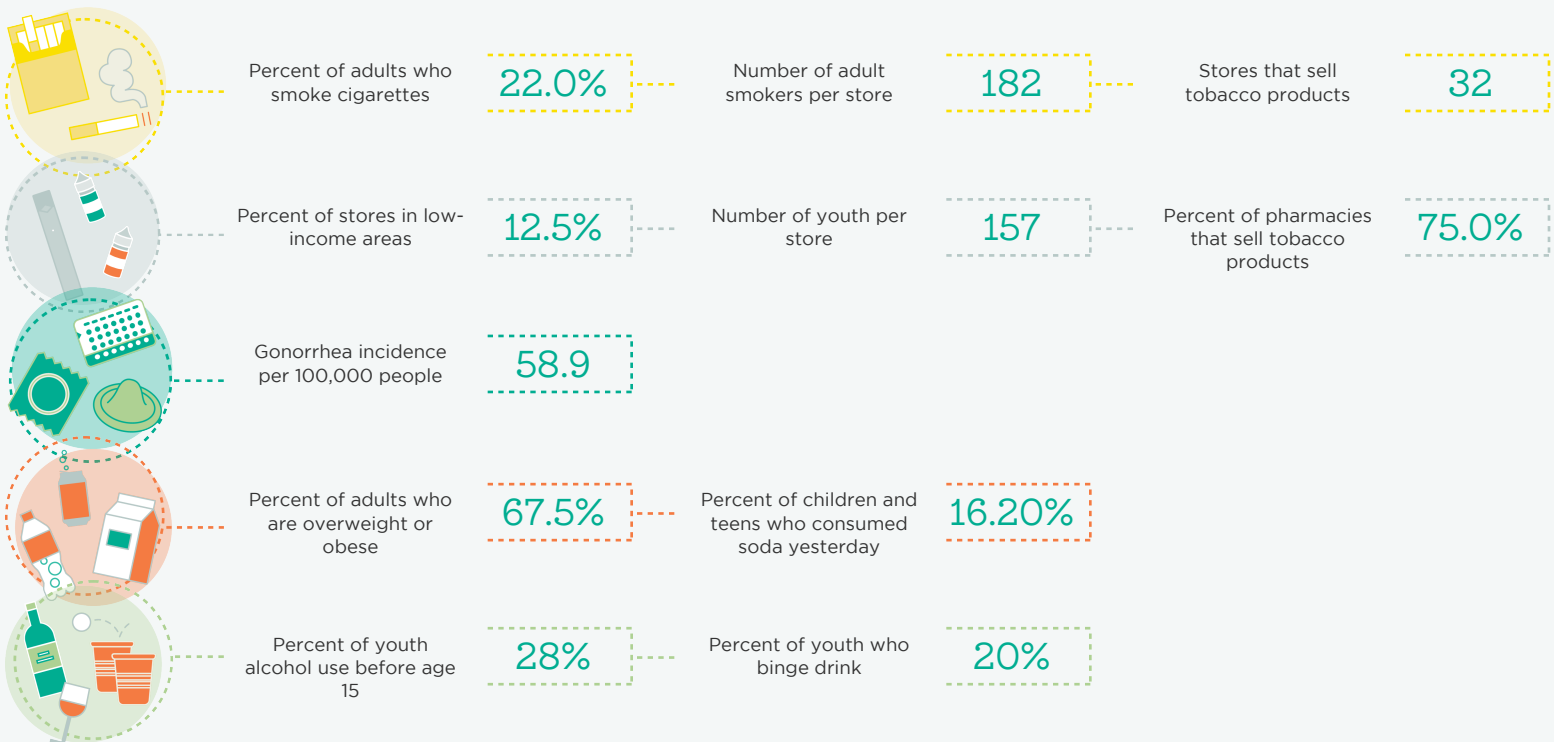 Percent of adults who
smoke cigarettes
22.0%
Number of adult
smokers per store
182
Stores that sell
tobacco products
32
Percent of stores in low-
income areas
12.5%
Number of youth per
store
157
Percent of pharmacies
that sell tobacco
products
75.0%
Gonorrhea incidence
per 100,000 people
58.9
Percent of adults who
are overweight or
obese
67.5%
Percent of children and
teens who consumed
soda yesterday
16.20%
Percent of youth
alcohol use before age
15
28%
Percent of youth who
binge drink
20%